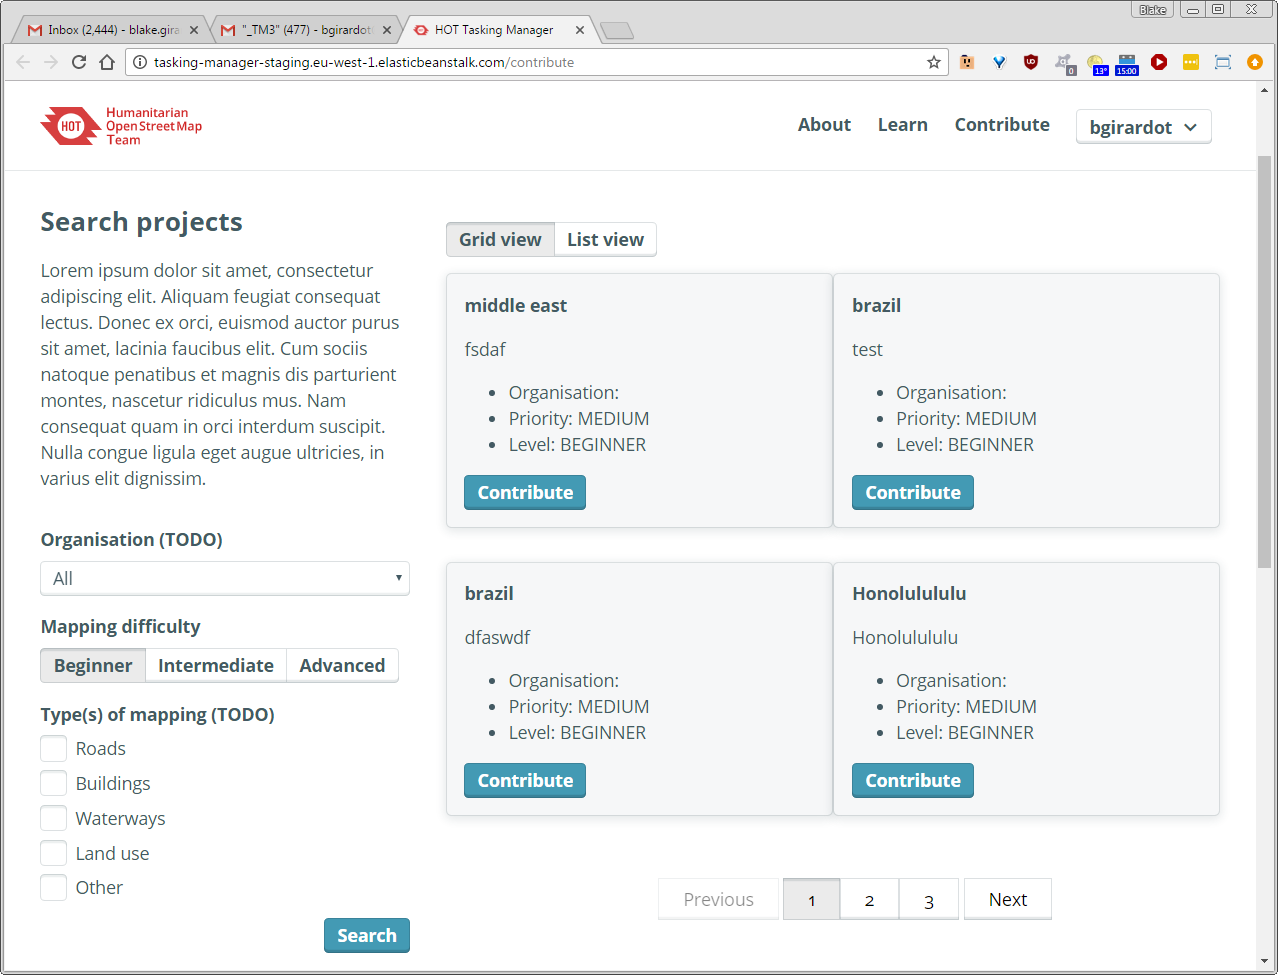 Blake
Inbox (2,444) - blake.gira
"_TM3" (477) - bgirardot
HOT Tasking Manager
tasking-manager-staging.eu-west-1.elasticbeanstalk.com/contribute
0
13°
15:00
HOT
Humanitarian
OpenStreetMap
Team
About
Learn
Contribute
bgirardot
Search projects
Lorem ipsum dolor sit amet, consectetur
adipiscing elit. Aliquam feugiat consequat
lectus. Donec ex orci, euismod auctor purus
sit amet, lacinia faucibus elit. Cum sociis
natoque penatibus et magnis dis parturient
montes, nascetur ridiculus mus. Nam
consequat quam in orci interdum suscipit.
Nulla congue ligula eget augue ultricies, in
varius elit dignissim.
Organisation (TODO)
All
Mapping difficulty
Beginner
Intermediate
Advanced
Type(s) of mapping (TODO)
Roads
Buildings
Waterways
Land use
Other
Search
Grid view
List view
middle east
fsdaf
Organisation:
Priority: MEDIUM
Level: BEGINNER
Contribute
brazil
test
Organisation:
Priority: MEDIUM
Level: BEGINNER
Contribute
brazil
dfaswdf
Organisation:
Priority: MEDIUM
Level: BEGINNER
Contribute
Honolulululu
Honolulululu
Organisation:
Priority: MEDIUM
Level: BEGINNER
Contribute
Previous
1
2
3
Next